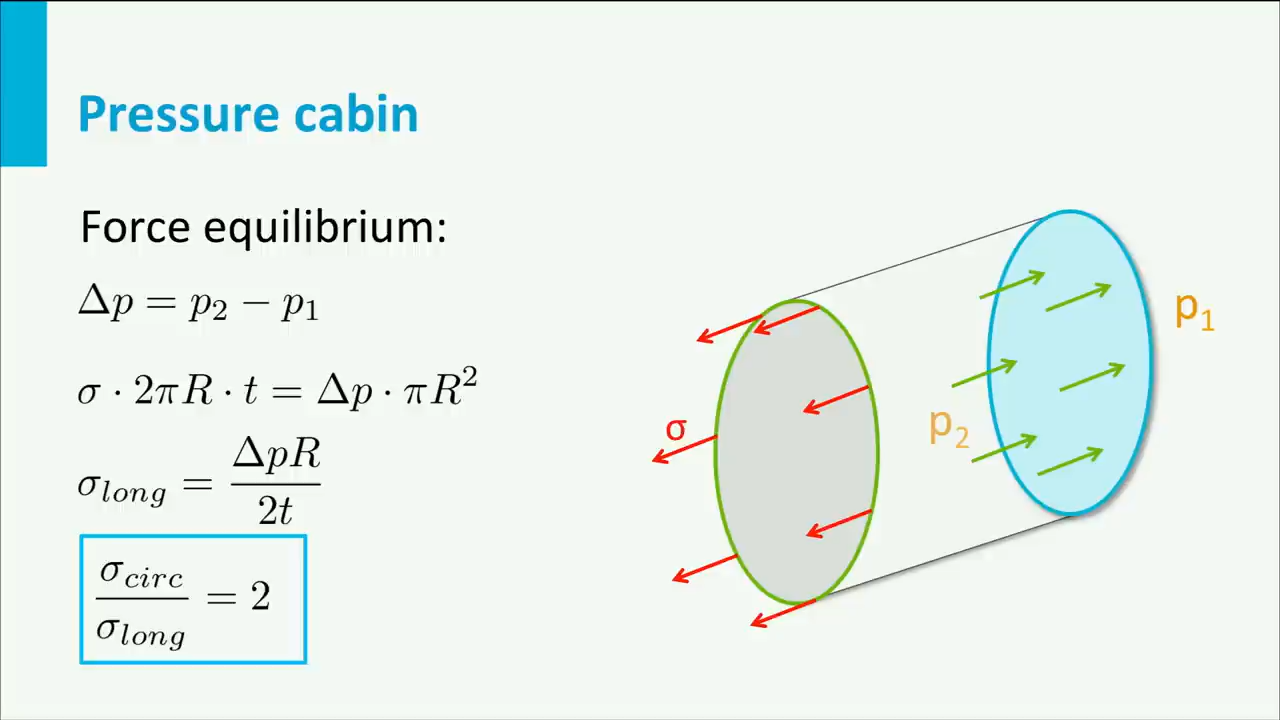 Pressure cabin
Force equilibrium:
Δp = p₂ − p₁
σ · 2πR · t = Δp · πR²
σ_long = ΔpR / 2t
σ_circ / σ_long = 2
σ
p₂
p₁